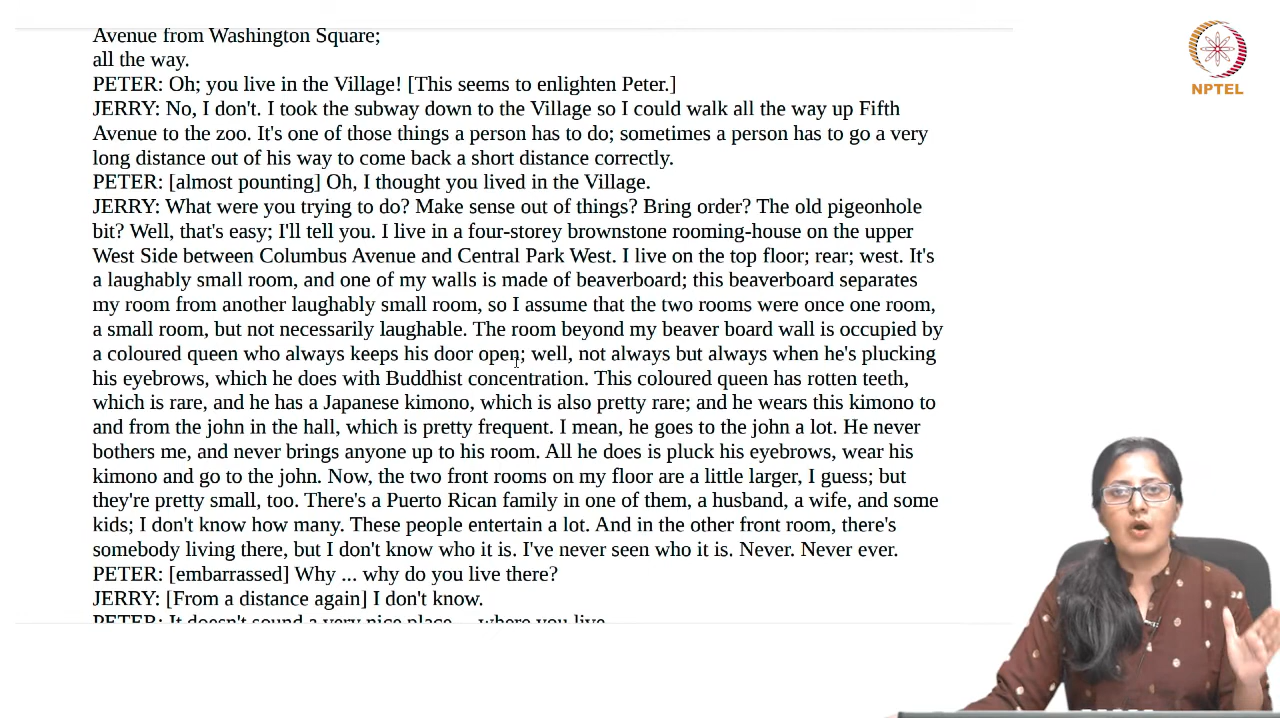 Avenue from Washington Square;
all the way.
PETER: Oh; you live in the Village! [This seems to enlighten Peter.]
JERRY: No, I don't. I took the subway down to the Village so I could walk all the way up Fifth
Avenue to the zoo. It's one of those things a person has to do; sometimes a person has to go a very
long distance out of his way to come back a short distance correctly.
PETER: [almost pounting] Oh, I thought you lived in the Village.
JERRY: What were you trying to do? Make sense out of things? Bring order? The old pigeonhole
bit? Well, that's easy; I'll tell you. I live in a four-storey brownstone rooming-house on the upper
West Side between Columbus Avenue and Central Park West. I live on the top floor; rear; west. It's
a laughably small room, and one of my walls is made of beaverboard; this beaverboard separates
my room from another laughably small room, so I assume that the two rooms were once one room,
a small room, but not necessarily laughable. The room beyond my beaver board wall is occupied by
a coloured queen who always keeps his door open; well, not always but always when he's plucking
his eyebrows, which he does with Buddhist concentration. This coloured queen has rotten teeth,
which is rare, and he has a Japanese kimono, which is also pretty rare; and he wears this kimono to
and from the john in the hall, which is pretty frequent. I mean, he goes to the john a lot. He never
bothers me, and never brings anyone up to his room. All he does is pluck his eyebrows, wear his
kimono and go to the john. Now, the two front rooms on my floor are a little larger, I guess; but
they're pretty small, too. There's a Puerto Rican family in one of them, a husband, a wife, and some
kids; I don't know how many. These people entertain a lot. And in the other front room, there's
somebody living there, but I don't know who it is. I've never seen who it is. Never. Never ever.
PETER: [embarrassed] Why ... why do you live there?
JERRY: [From a distance again] I don't know.
PETER: It doesn't sound a very nice place ... where you live.
NPTEL